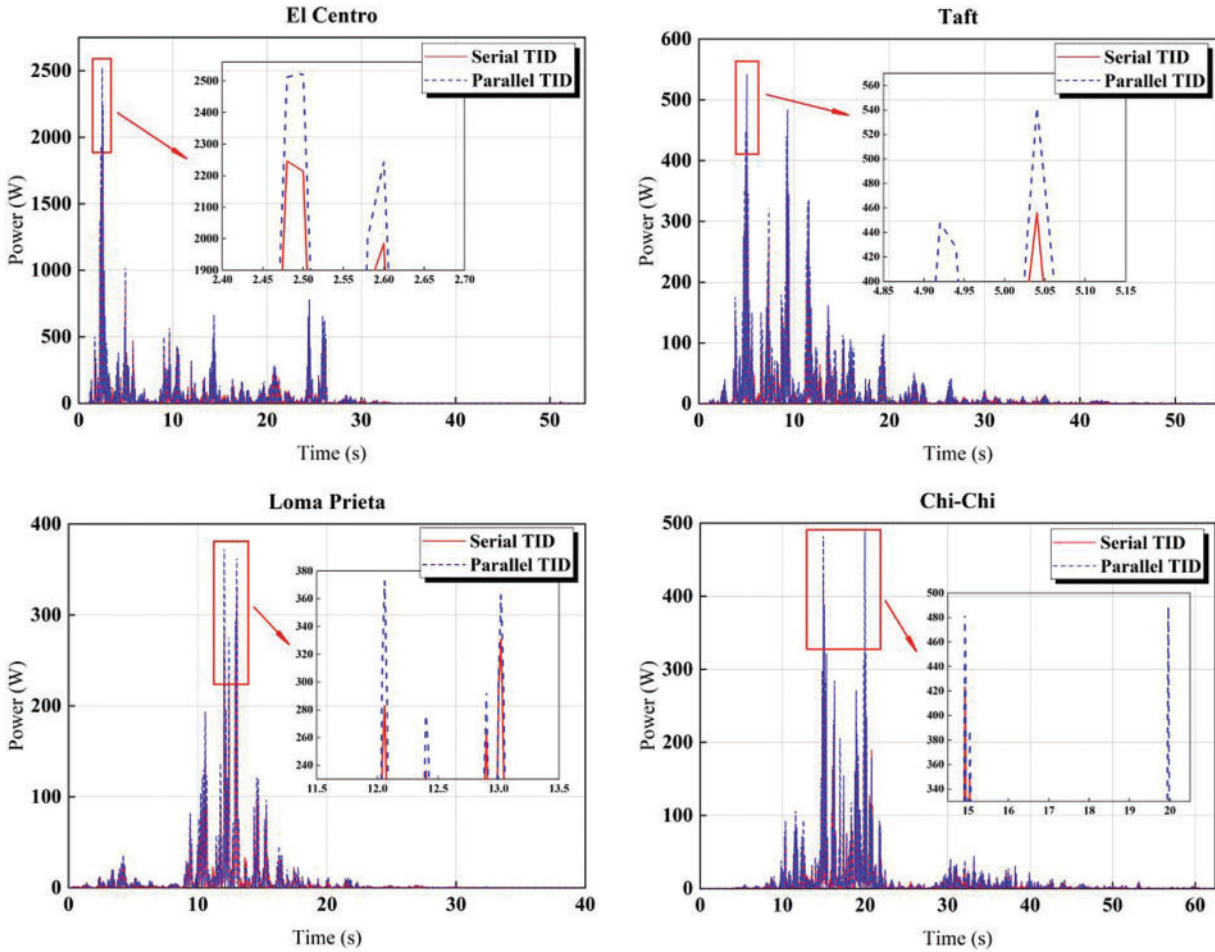 El Centro
Serial TID
Parallel TID
Power (W)
2500
2000
1500
1000
500
0
2500
2400
2300
2200
2100
2000
1900
2.40 2.45 2.50 2.55 2.60 2.65 2.70
0 10 20 30 40 50
Time (s)
Taft
Serial TID
Parallel TID
Power (W)
600
500
400
300
200
100
0
560
540
520
500
480
460
440
420
400
4.85 4.90 4.95 5.00 5.05 5.10 5.15
0 10 20 30 40 50
Time (s)
Loma Prieta
Serial TID
Parallel TID
Power (W)
400
300
200
100
0
380
360
340
320
300
280
260
240
11.5 12.0 12.5 13.0 13.5
0 10 20 30 40
Time (s)
Chi-Chi
Serial TID
Parallel TID
Power (W)
500
400
300
200
100
0
500
480
460
440
420
400
380
360
340
15 16 17 18 19 20
0 10 20 30 40 50 60
Time (s)